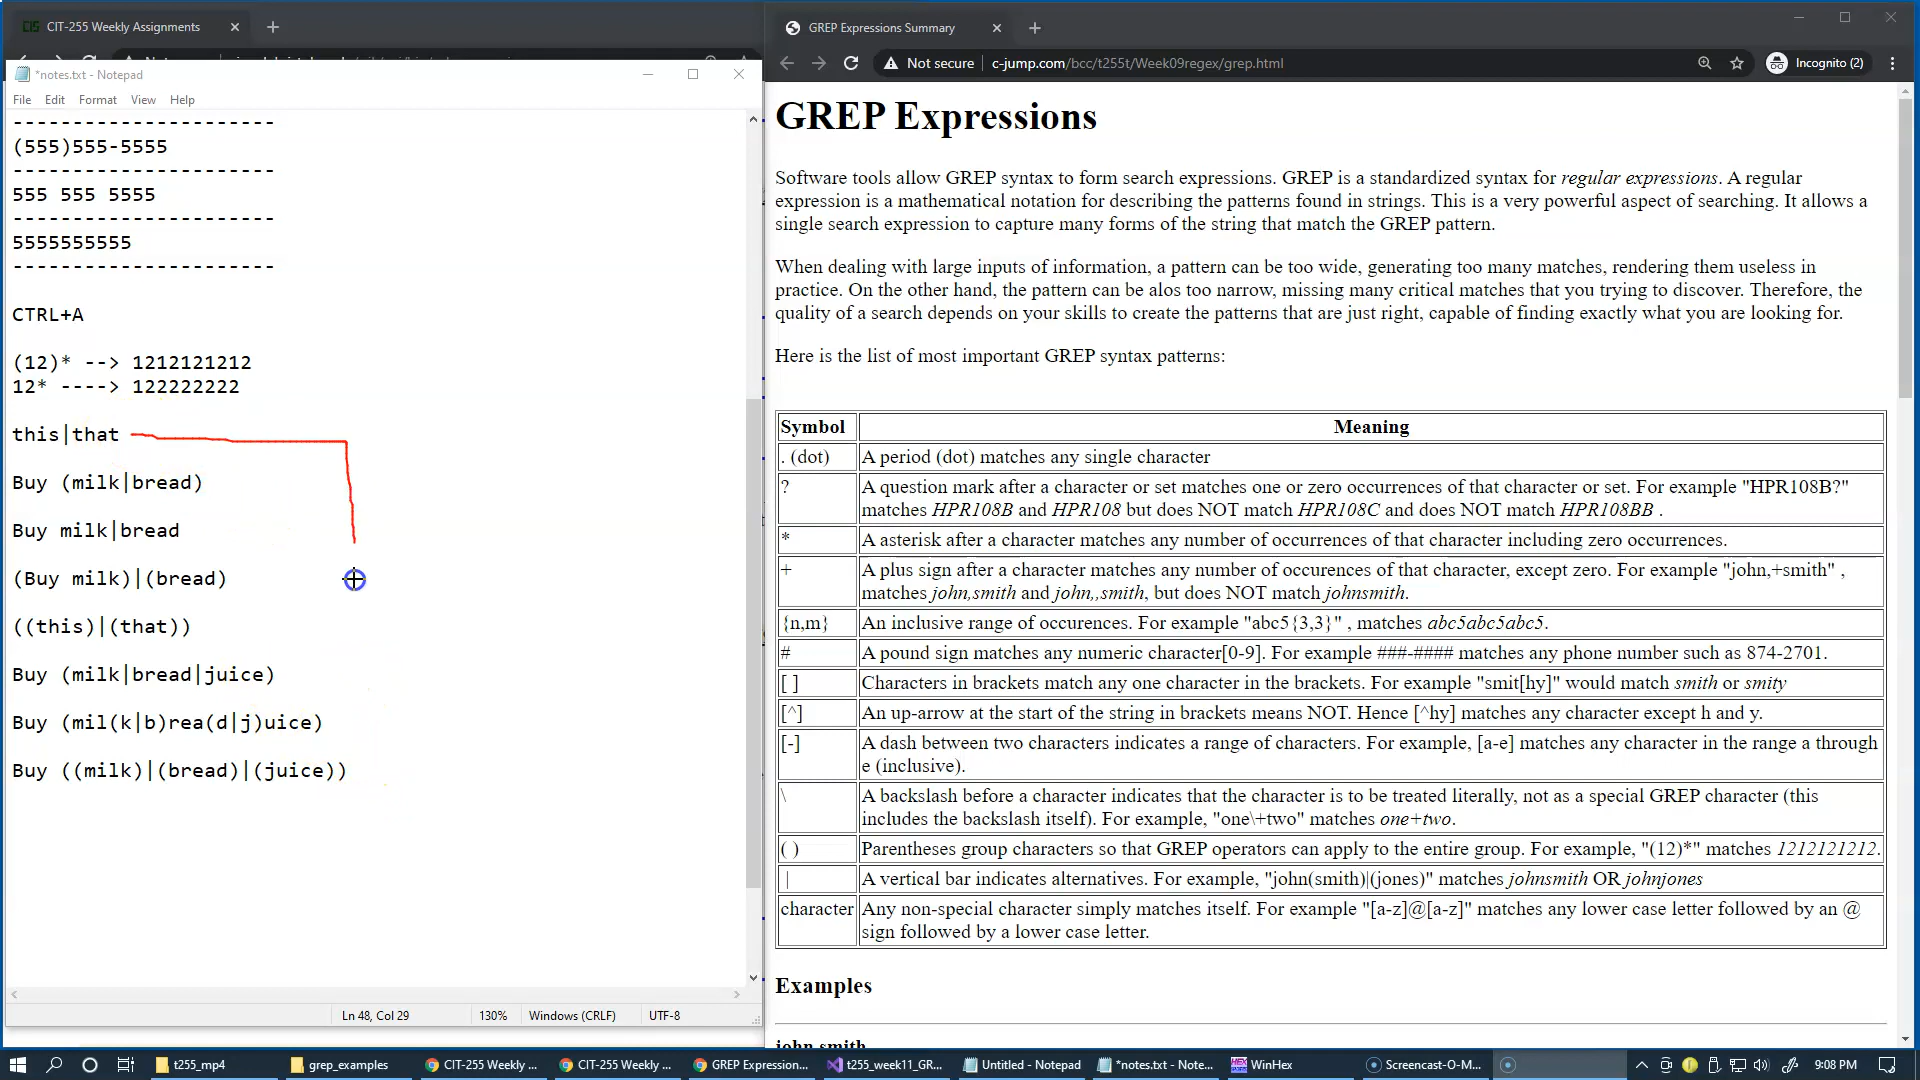 CIT-255 Weekly Assignments
GREP Expressions Summary
Not secure | c-jump.com/bcc/t255t/Week09regex/grep.html
Incognito (2)
*notes.txt - Notepad
File Edit Format View Help
----------------------
(555)555-5555
----------------------
555 555 5555
----------------------
5555555555
----------------------
CTRL+A
(12)* --> 1212121212
12* ----> 122222222
this|that
Buy (milk|bread)
Buy milk|bread
(Buy milk)|(bread)
((this)|(that))
Buy (milk|bread|juice)
Buy (mil(k|b)rea(d|j)uice)
Buy ((milk)|(bread)|(juice))
Ln 48, Col 29 130% Windows (CRLF) UTF-8
GREP Expressions
Software tools allow GREP syntax to form search expressions. GREP is a standardized syntax for regular expressions. A regular
expression is a mathematical notation for describing the patterns found in strings. This is a very powerful aspect of searching. It allows a
single search expression to capture many forms of the string that match the GREP pattern.
When dealing with large inputs of information, a pattern can be too wide, generating too many matches, rendering them useless in
practice. On the other hand, the pattern can be alos too narrow, missing many critical matches that you trying to discover. Therefore, the
quality of a search depends on your skills to create the patterns that are just right, capable of finding exactly what you are looking for.
Here is the list of most important GREP syntax patterns:
Symbol Meaning
. (dot) A period (dot) matches any single character
? A question mark after a character or set matches one or zero occurrences of that character or set. For example "HPR108B?"
matches HPR108B and HPR108 but does NOT match HPR108C and does NOT match HPR108BB .
* A asterisk after a character matches any number of occurrences of that character including zero occurrences.
+ A plus sign after a character matches any number of occurences of that character, except zero. For example "john,+smith" ,
matches john,smith and john,,smith, but does NOT match johnsmith.
{n,m} An inclusive range of occurences. For example "abc5{3,3}" , matches abc5abc5abc5.
# A pound sign matches any numeric character[0-9]. For example ###-#### matches any phone number such as 874-2701.
[ ] Characters in brackets match any one character in the brackets. For example "smit[hy]" would match smith or smity
[^] An up-arrow at the start of the string in brackets means NOT. Hence [^hy] matches any character except h and y.
[-] A dash between two characters indicates a range of characters. For example, [a-e] matches any character in the range a through
e (inclusive).
\ A backslash before a character indicates that the character is to be treated literally, not as a special GREP character (this
includes the backslash itself). For example, "one\+two" matches one+two.
( ) Parentheses group characters so that GREP operators can apply to the entire group. For example, "(12)*" matches 1212121212.
| A vertical bar indicates alternatives. For example, "john(smith)|(jones)" matches johnsmith OR johnjones
character Any non-special character simply matches itself. For example "[a-z]@[a-z]" matches any lower case letter followed by an @
sign followed by a lower case letter.
Examples
john smith
t255_mp4 grep_examples CIT-255 Weekly ... CIT-255 Weekly ... GREP Expression... t255_week11_GR... Untitled - Notepad *notes.txt - Note... WinHex Screencast-O-M... 9:08 PM